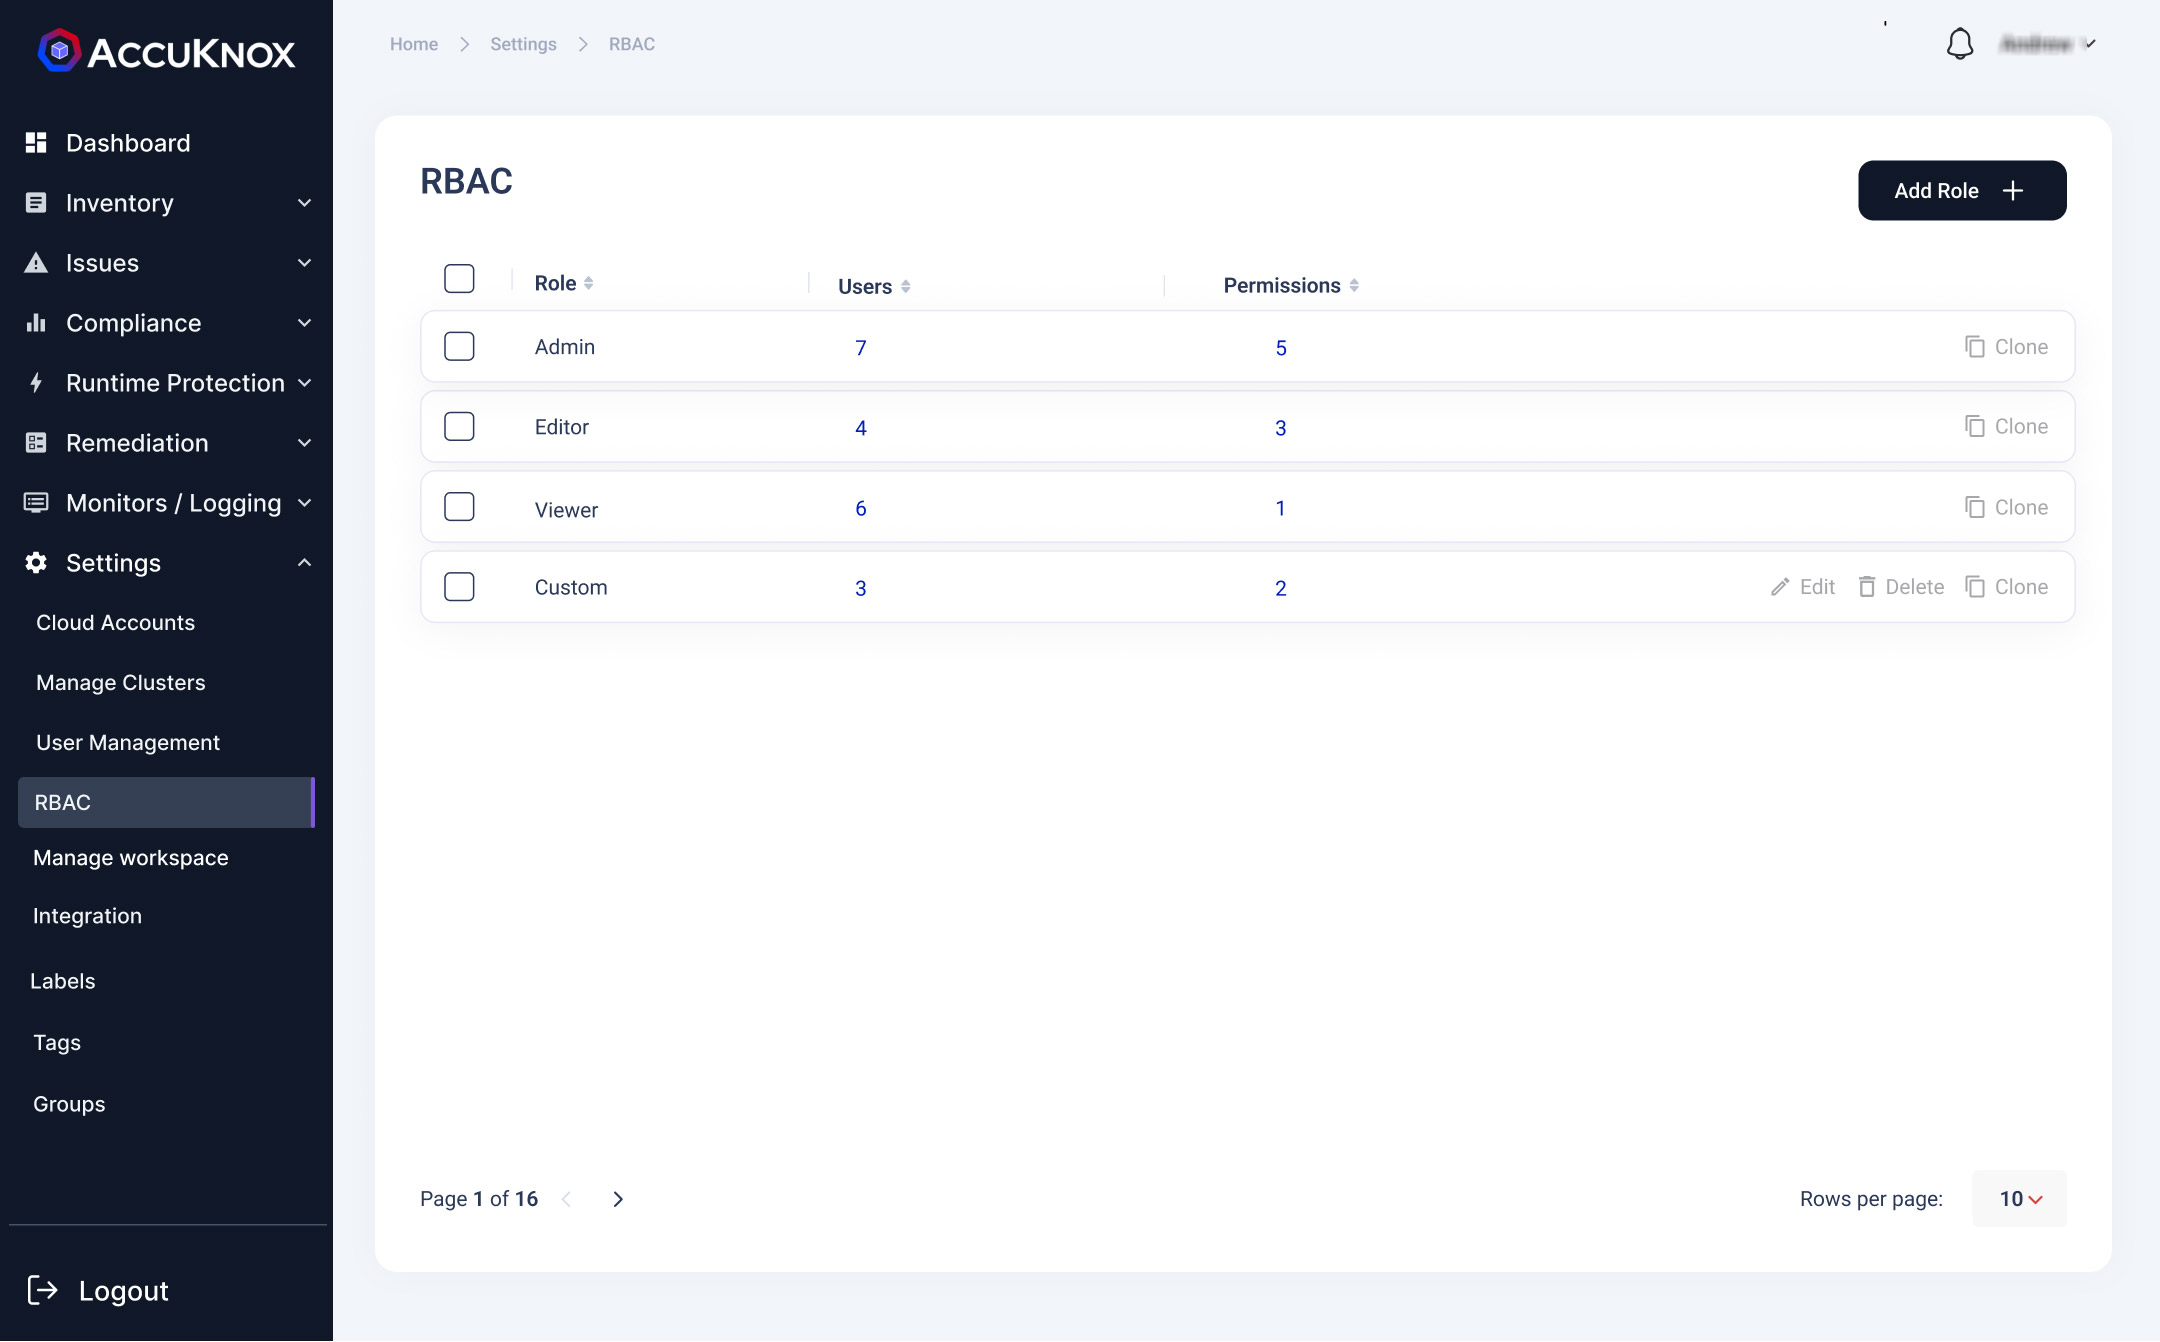 ACCUKNOX
Dashboard
Inventory
Issues
Compliance
Runtime Protection
Remediation
Monitors / Logging
Settings
Cloud Accounts
Manage Clusters
User Management
RBAC
Manage workspace
Integration
Labels
Tags
Groups
Logout
Home > Settings > RBAC
RBAC
Add Role +
Role Users Permissions
Admin 7 5 Clone
Editor 4 3 Clone
Viewer 6 1 Clone
Custom 3 2 Edit Delete Clone
Page 1 of 16 < >
Rows per page: 10